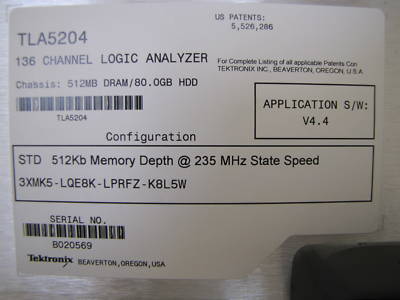 US PATENTS:
5,526,286
TLA5204
136 CHANNEL LOGIC ANALYZER
For Complete Listing of all applicable Patents Con
TEKTRONIX INC., BEAVERTON, OREGON, U.S.A.
Chassis: 512MB DRAM/80.0GB HDD
TLA5204
APPLICATION S/W:
V4.4
Configuration
STD 512Kb Memory Depth @ 235 MHz State Speed
3XMK5-LQE8K-LPRFZ-K8L5W
SERIAL NO.
B020569
Tektronix BEAVERTON,OREGON,USA